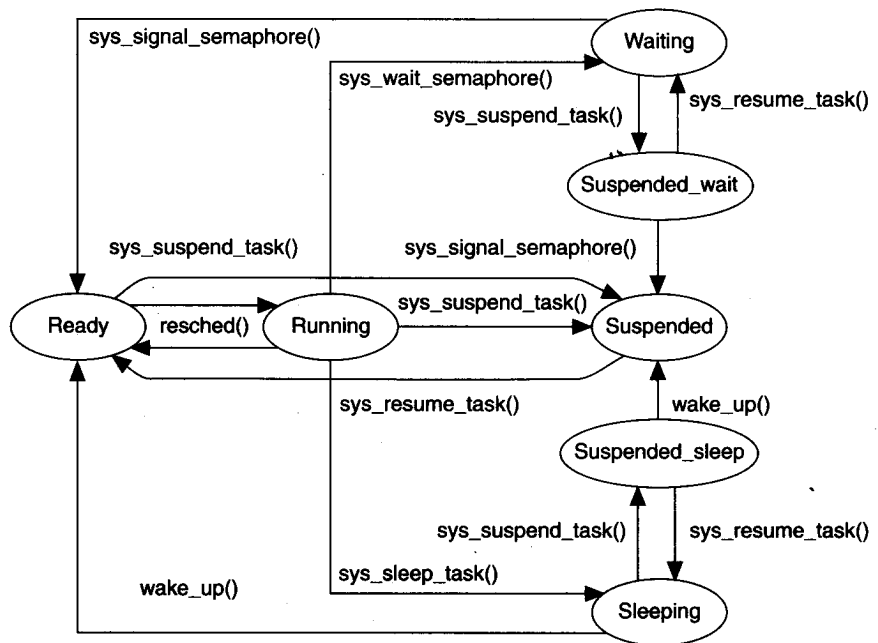 Waiting
sys_signal_semaphore()
sys_wait_semaphore()
sys_resume_task()
sys_suspend_task()
Suspended_wait
sys_suspend_task()
sys_signal_semaphore()
sys_suspend_task()
Ready
resched()
Running
Suspended
sys_resume_task()
wake_up()
Suspended_sleep
sys_suspend_task()
sys_resume_task()
sys_sleep_task()
wake_up()
Sleeping